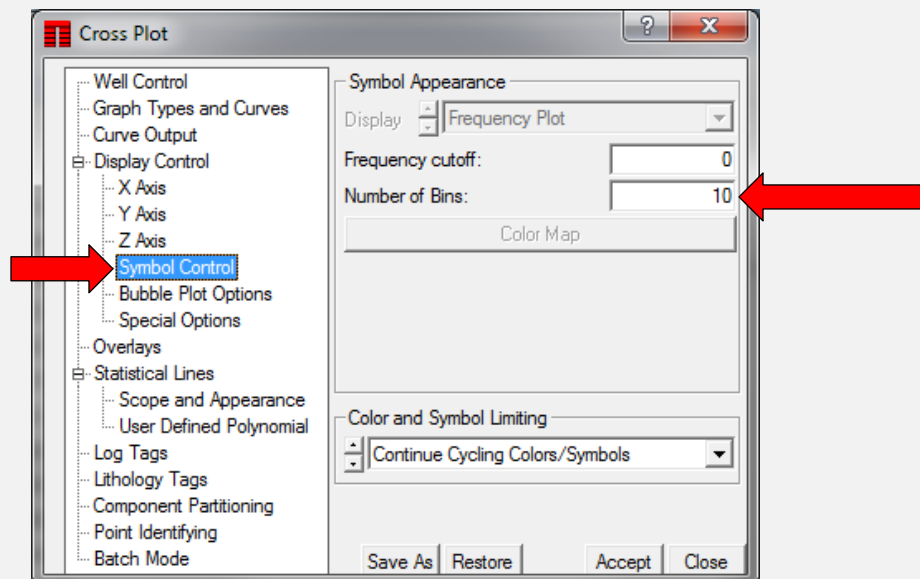 Cross Plot
Well Control
Graph Types and Curves
Curve Output
Display Control
X Axis
Y Axis
Z Axis
Symbol Control
Bubble Plot Options
Special Options
Overlays
Statistical Lines
Scope and Appearance
User Defined Polynomial
Log Tags
Lithology Tags
Component Partitioning
Point Identifying
Batch Mode
Symbol Appearance
Display Frequency Plot
Frequency cutoff: 0
Number of Bins: 10
Color Map
Color and Symbol Limiting
Continue Cycling Colors/Symbols
Save As Restore Accept Close